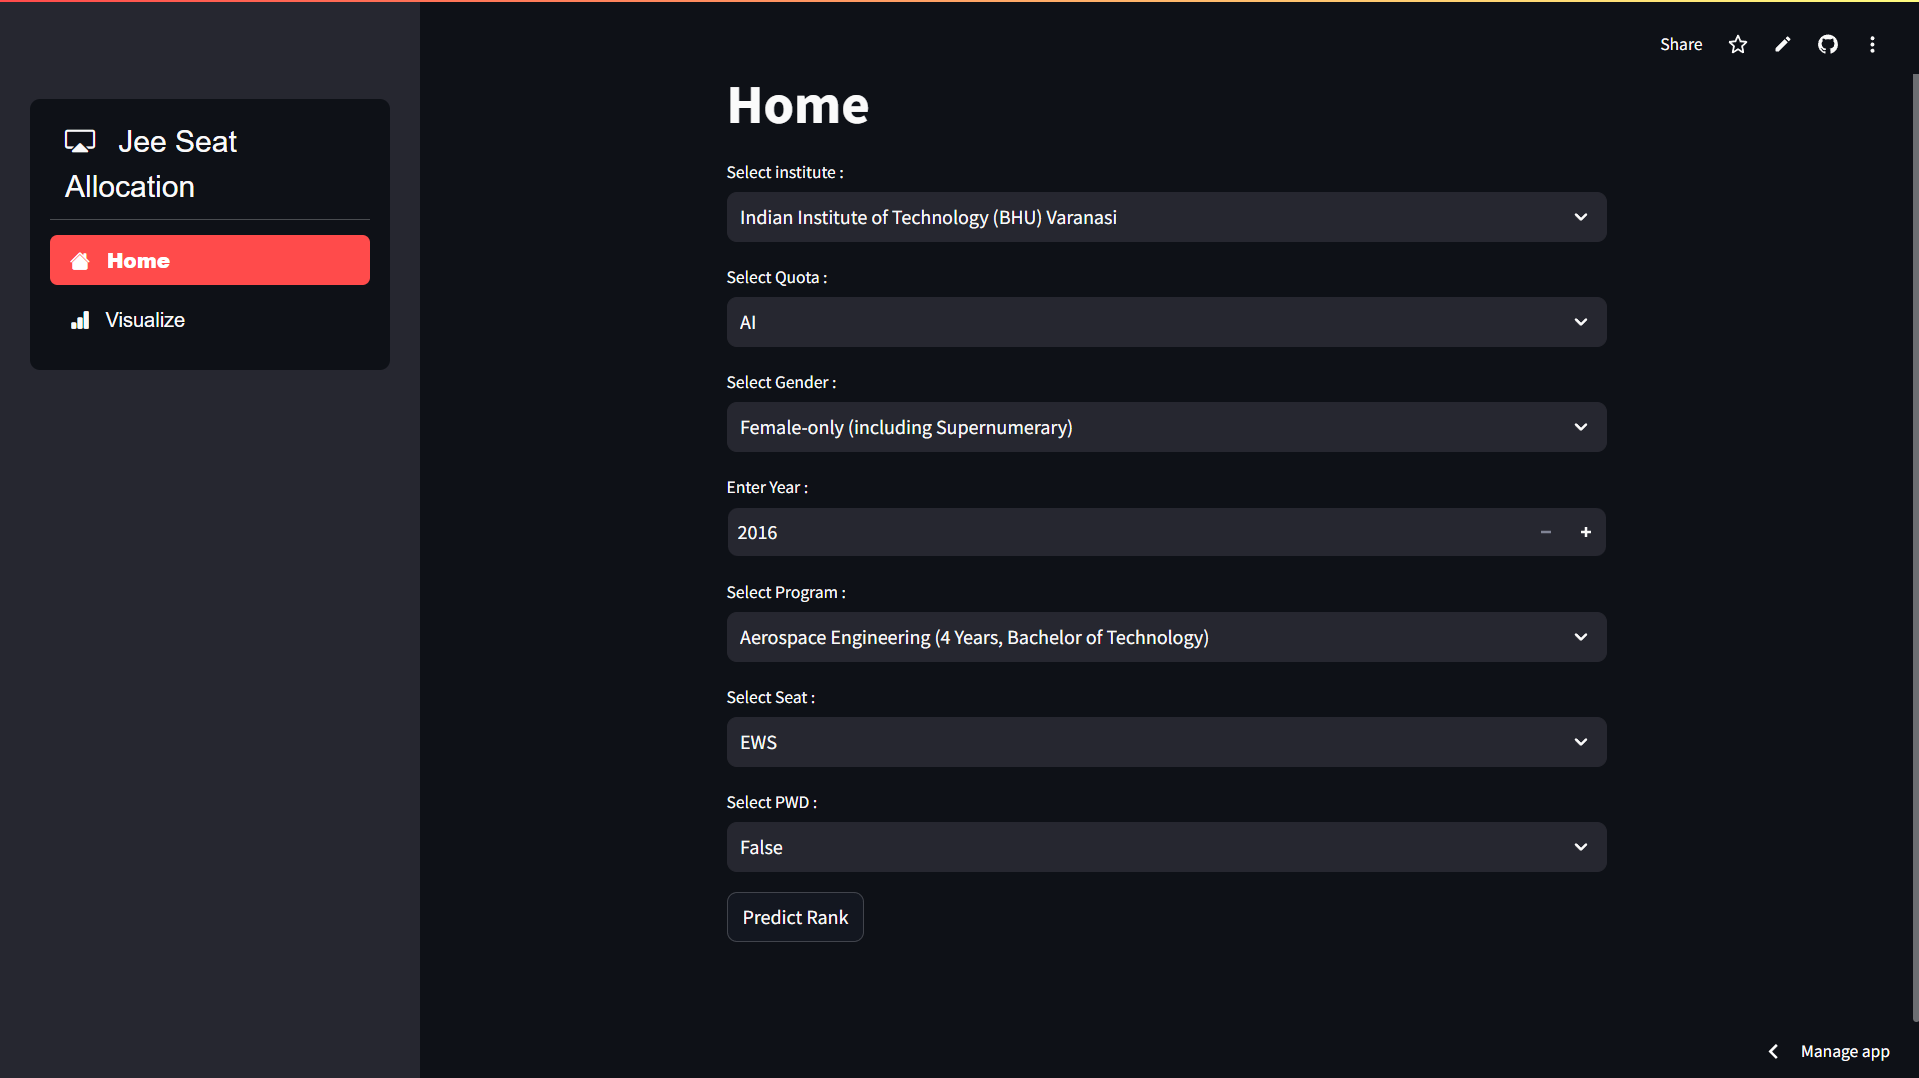 Share
Jee Seat
Allocation
Home
Visualize
Home
Select institute :
Indian Institute of Technology (BHU) Varanasi
Select Quota :
AI
Select Gender :
Female-only (including Supernumerary)
Enter Year :
2016
Select Program :
Aerospace Engineering (4 Years, Bachelor of Technology)
Select Seat :
EWS
Select PWD :
False
Predict Rank
Manage app